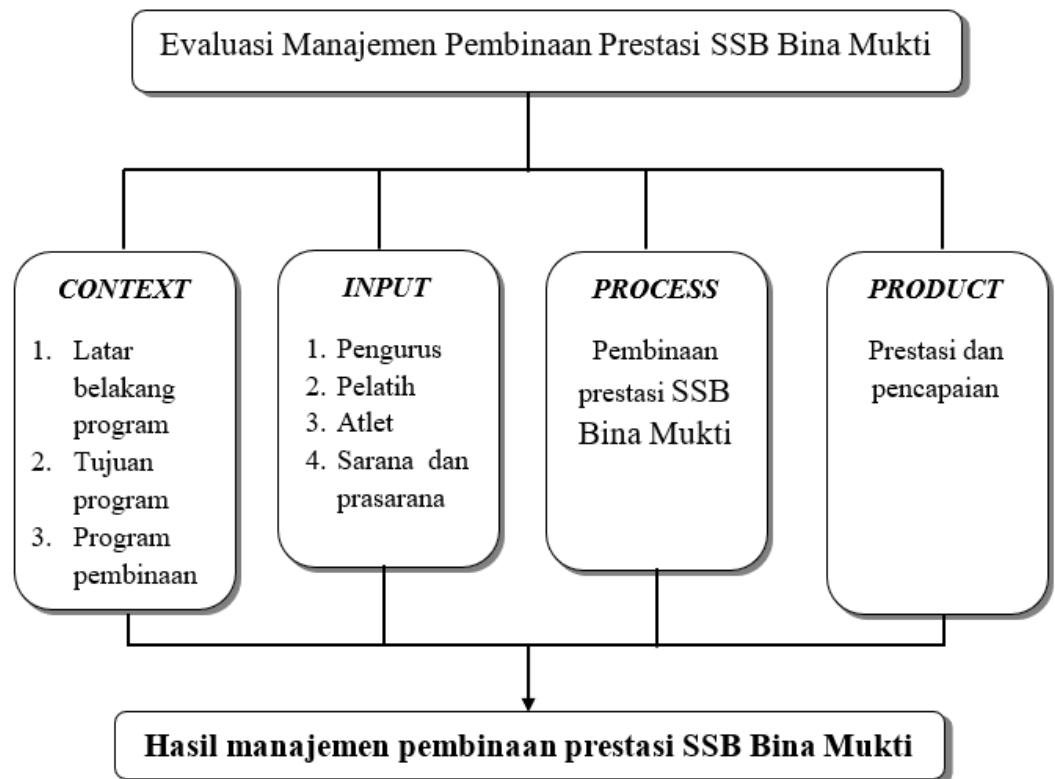 Evaluasi Manajemen Pembinaan Prestasi SSB Bina Mukti
CONTEXT
1. Latar
belakang
program
2. Tujuan
program
3. Program
pembinaan
INPUT
1. Pengurus
2. Pelatih
3. Atlet
4. Sarana dan
prasarana
PROCESS
Pembinaan
prestasi SSB
Bina Mukti
PRODUCT
Prestasi dan
pencapaian
Hasil manajemen pembinaan prestasi SSB Bina Mukti